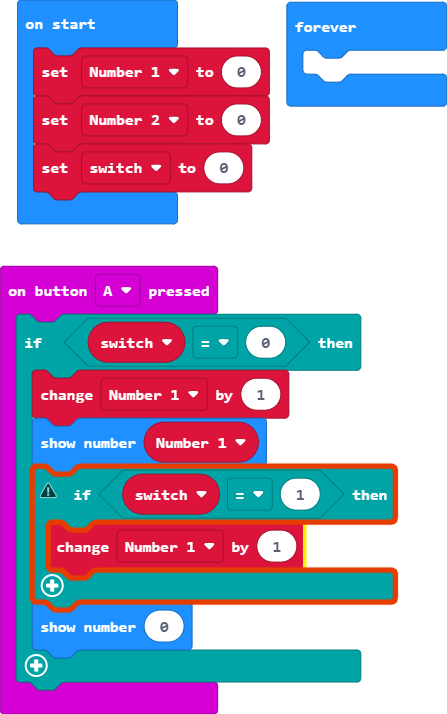 on start
set Number 1 to 0
set Number 2 to 0
set switch to 0
forever
on button A pressed
if switch = 0 then
change Number 1 by 1
show number Number 1
if switch = 1 then
change Number 1 by 1
show number 0